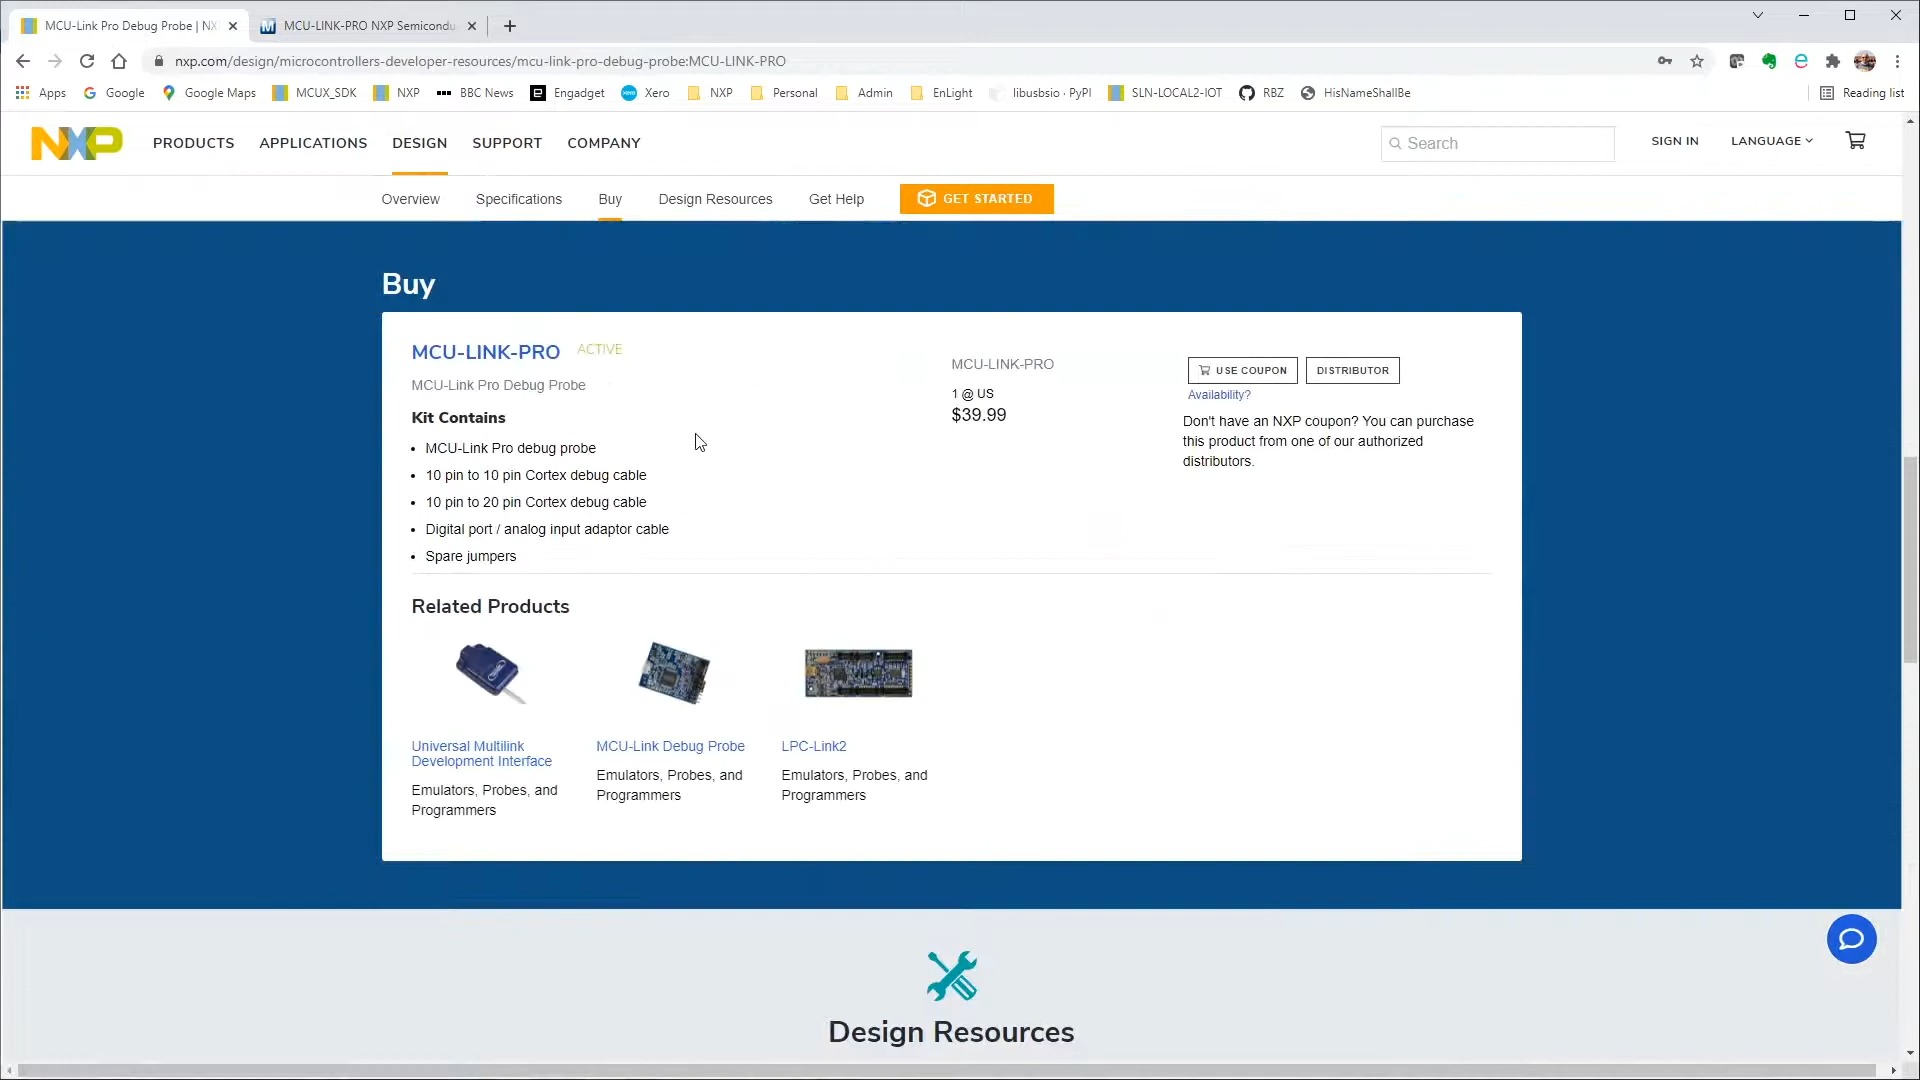 MCU-Link Pro Debug Probe | NX
MCU-LINK-PRO NXP Semicondu
nxp.com/design/microcontrollers-developer-resources/mcu-link-pro-debug-probe:MCU-LINK-PRO
Apps Google Google Maps MCUX_SDK NXP BBC News Engadget Xero NXP Personal Admin EnLight libusbsio · PyPI SLN-LOCAL2-IOT RBZ HisNameShallBe Reading list
NXP PRODUCTS APPLICATIONS DESIGN SUPPORT COMPANY Search SIGN IN LANGUAGE
Overview Specifications Buy Design Resources Get Help GET STARTED
Buy
MCU-LINK-PRO ACTIVE
MCU-Link Pro Debug Probe
Kit Contains
• MCU-Link Pro debug probe
• 10 pin to 10 pin Cortex debug cable
• 10 pin to 20 pin Cortex debug cable
• Digital port / analog input adaptor cable
• Spare jumpers
MCU-LINK-PRO
1 @ US
$39.99
USE COUPON DISTRIBUTOR
Availability?
Don't have an NXP coupon? You can purchase
this product from one of our authorized
distributors.
Related Products
Universal Multilink
Development Interface
Emulators, Probes, and
Programmers
MCU-Link Debug Probe
Emulators, Probes, and
Programmers
LPC-Link2
Emulators, Probes, and
Programmers
Design Resources